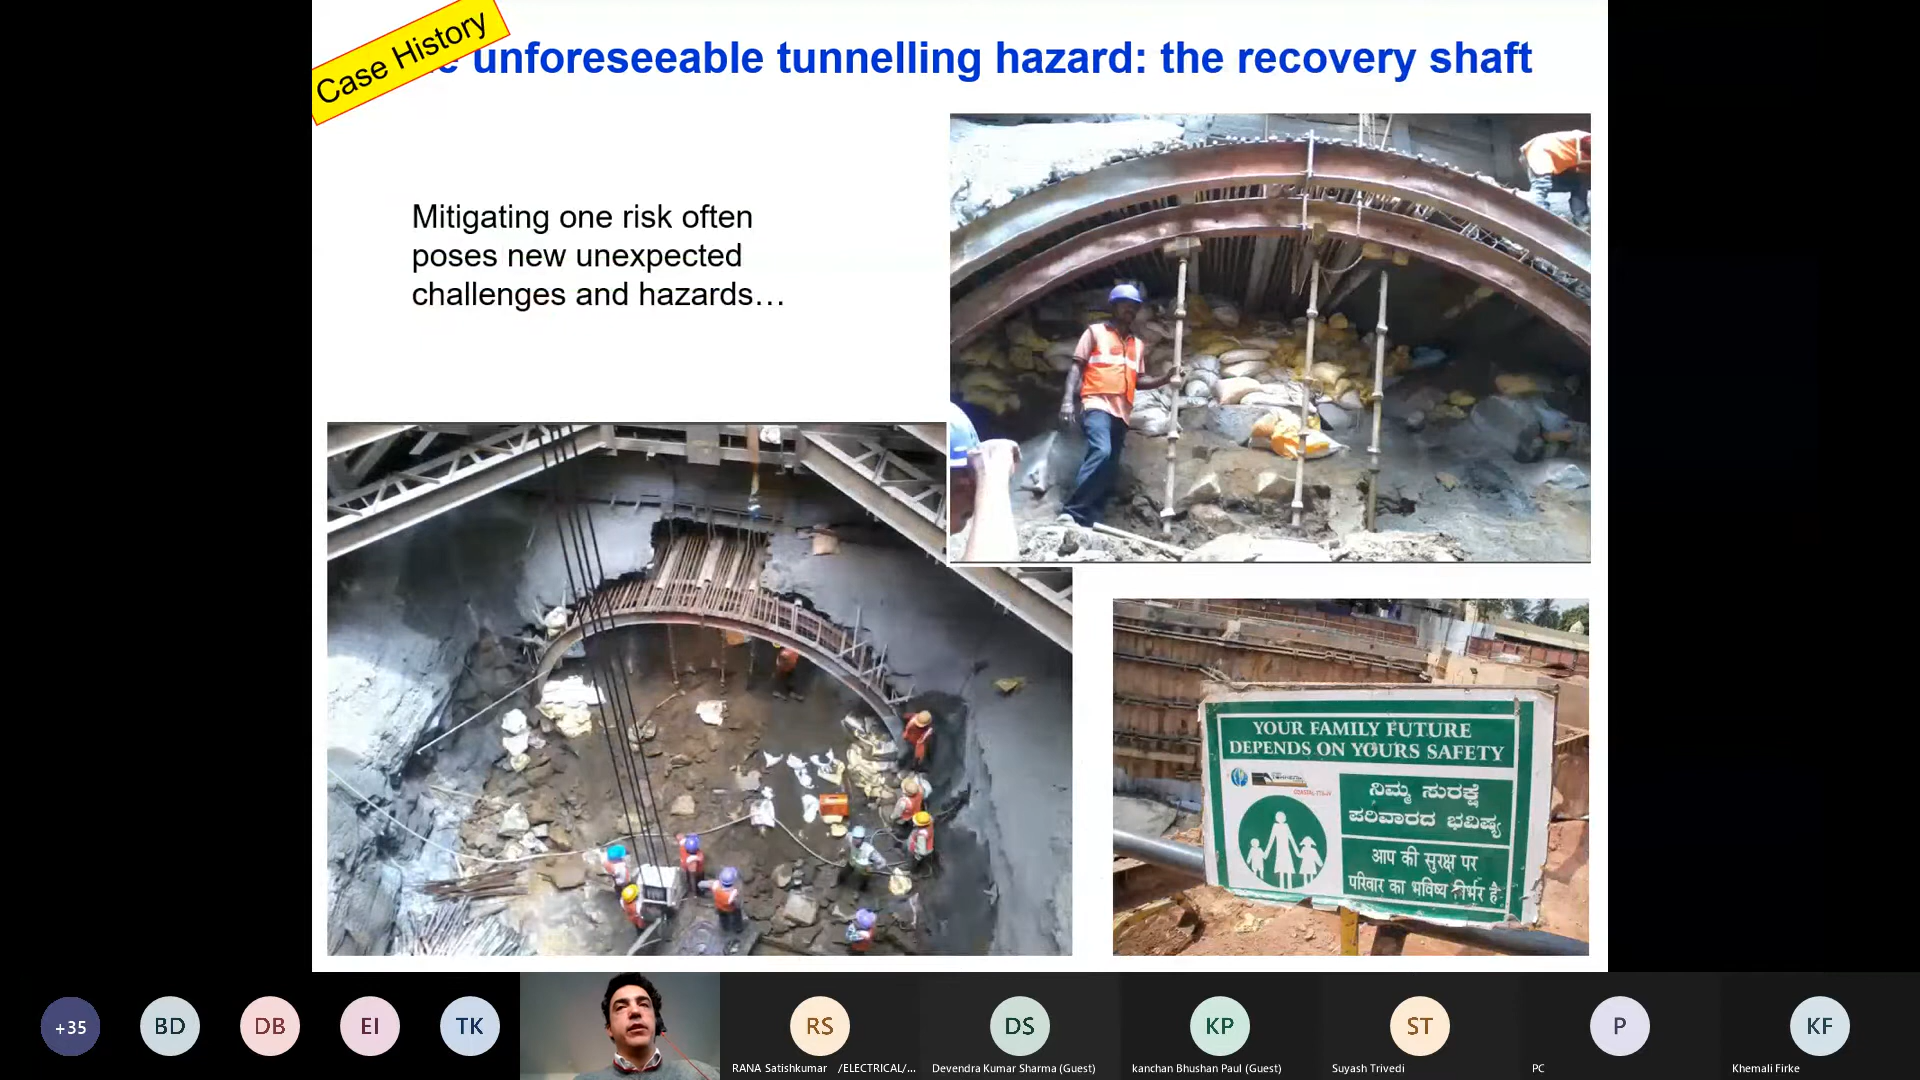 Case History
unforeseeable tunnelling hazard: the recovery shaft
Mitigating one risk often
poses new unexpected
challenges and hazards…
YOUR FAMILY FUTURE
DEPENDS ON YOURS SAFETY
ನಿಮ್ಮ ಸುರಕ್ಷೆ
ಪರಿವಾರದ ಭವಿಷ್ಯ
आप की सुरक्ष पर
परिवार का भविष्य निर्भर है
+35
BD
DB
EI
TK
RS
DS
KP
ST
P
KF
RANA Satishkumar /ELECTRICAL/...
Devendra Kumar Sharma (Guest)
kanchan Bhushan Paul (Guest)
Suyash Trivedi
PC
Khemali Firke